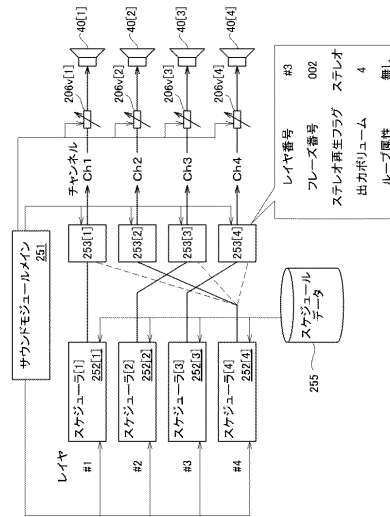 サウンドモジュールメイン 251
レイヤ
#1
#2
#3
#4
スケジューラ[1]
252[1]
スケジューラ[2]
252[2]
スケジューラ[3]
252[3]
スケジューラ[4]
252[4]
スケジュール
データ
255
253[1]
253[2]
253[3]
253[4]
チャンネル
Ch1
Ch2
Ch3
Ch4
206v[1]
206v[2]
206v[3]
206v[4]
40[1]
40[2]
40[3]
40[4]
レイヤ番号 #3
フレーズ番号 002
ステレオ再生フラグ ステレオ
出力ボリューム 4
ループ属性 無し